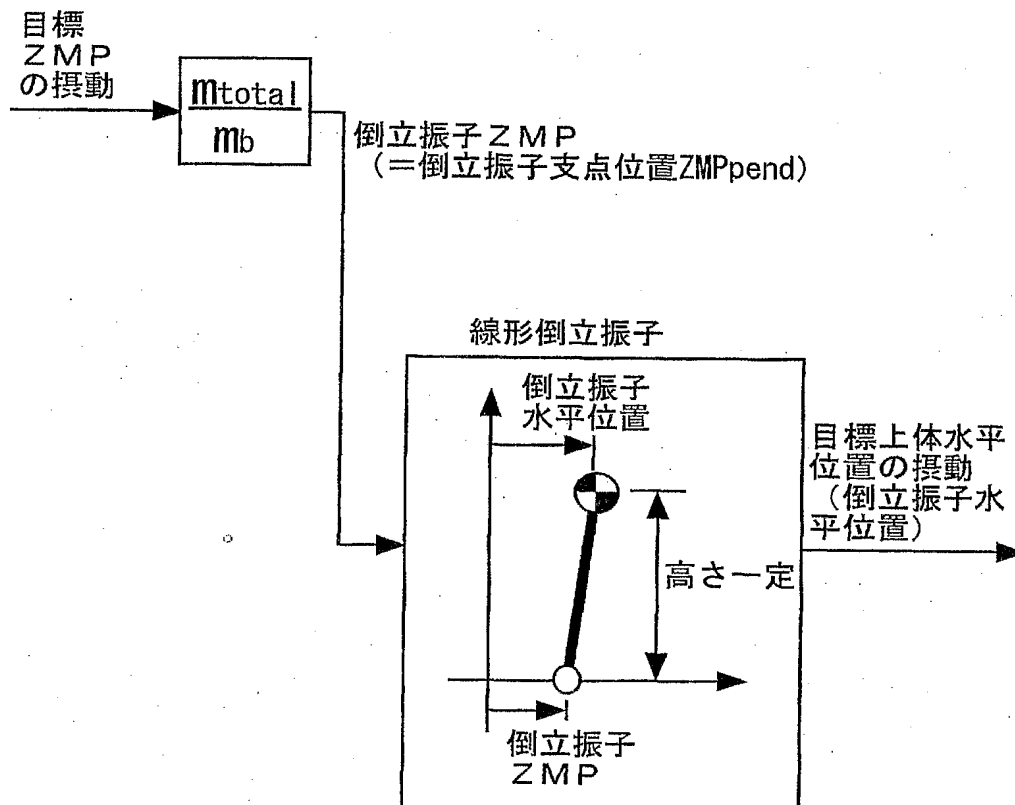 目標
ZMP
の摂動
mtotal
mb
倒立振子ZMP
(=倒立振子支点位置ZMPpend)
線形倒立振子
倒立振子
水平位置
目標上体水平
位置の摂動
(倒立振子水
平位置)
高さ一定
倒立振子
ZMP